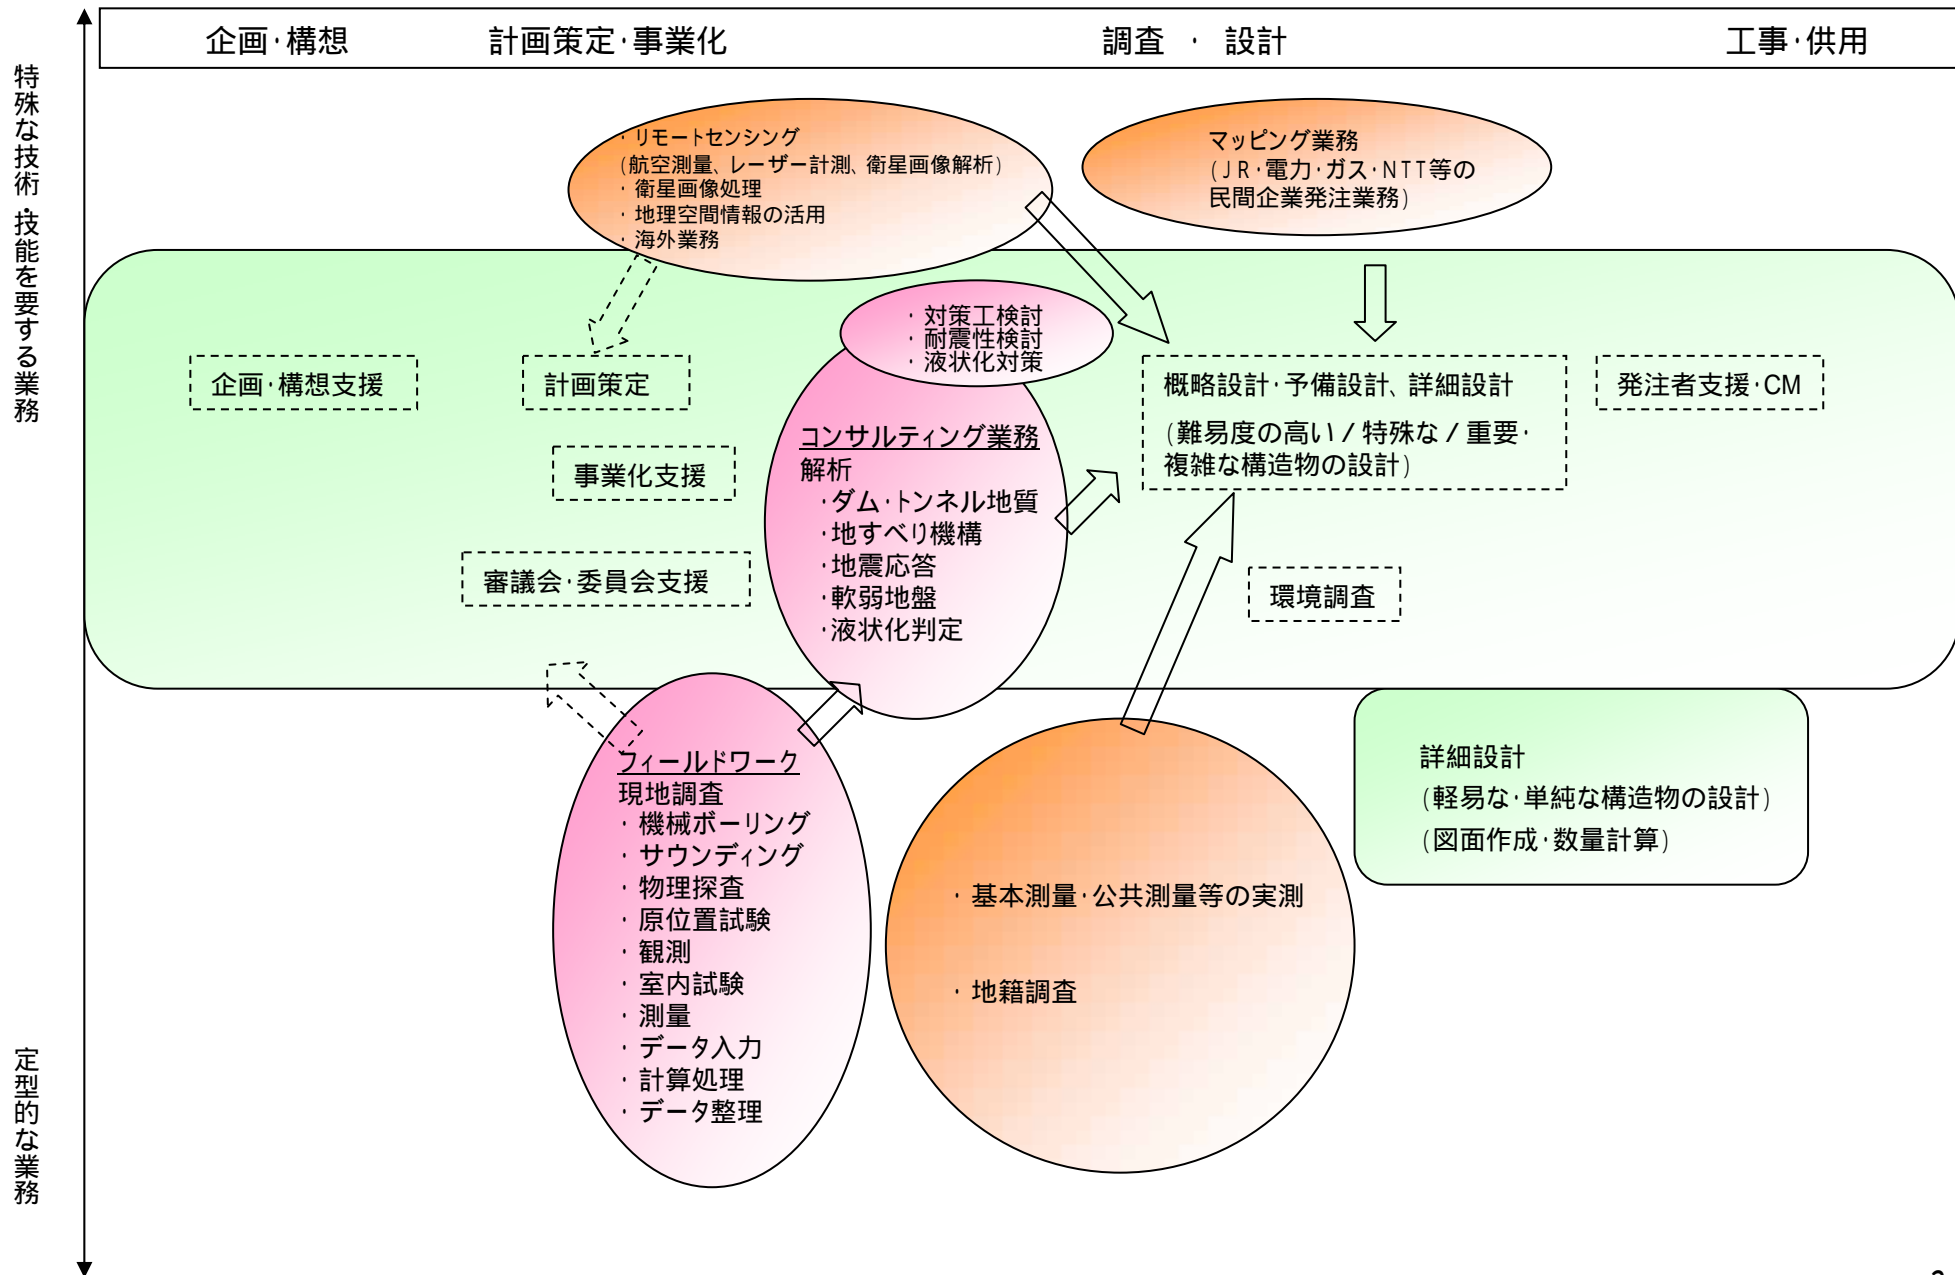 企画・構想 計画策定・事業化 調査 ・ 設計 工事・供用
特殊な技術・技能を要する業務
定型的な業務
・リモートセンシング
(航空測量、レーザー計測、衛星画像解析)
・衛星画像処理
・地理空間情報の活用
・海外業務
マッピング業務
(JR・電力・ガス・NTT等の
民間企業発注業務)
・対策工検討
・耐震性検討
・液状化対策
企画・構想支援
計画策定
事業化支援
審議会・委員会支援
コンサルティング業務
解析
・ダム・トンネル地質
・地すべり機構
・地震応答
・軟弱地盤
・液状化判定
概略設計・予備設計、詳細設計
(難易度の高い/特殊な/重要・
複雑な構造物の設計)
発注者支援・CM
環境調査
フィールドワーク
現地調査
・機械ボーリング
・サウンディング
・物理探査
・原位置試験
・観測
・室内試験
・測量
・データ入力
・計算処理
・データ整理
・基本測量・公共測量等の実測
・地籍調査
詳細設計
(軽易な・単純な構造物の設計)
(図面作成・数量計算)